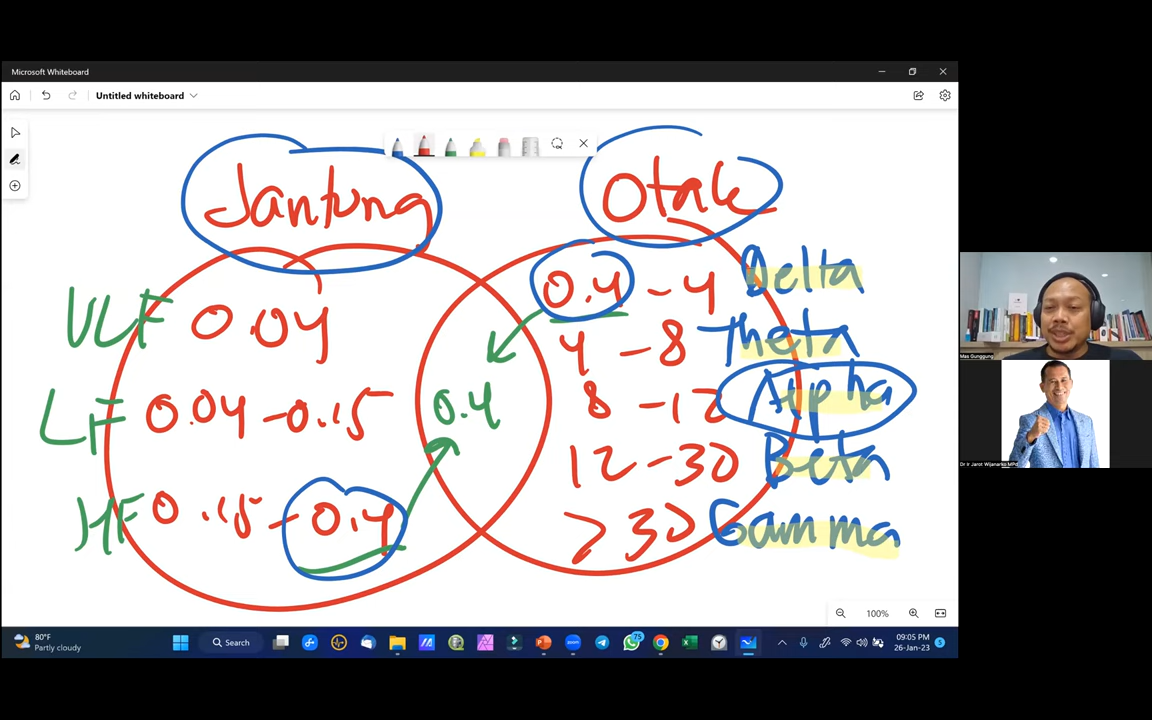 Microsoft Whiteboard
Untitled whiteboard
Jantung
Otak
VLF 0.04
LF 0.04 - 0.15
HF 0.15 - 0.4
0.4
0.4 - 4 Delta
4 - 8 Theta
8 - 12 Alpha
12 - 30 Beta
> 30 Gamma
Mas Gunggung
Dr Ir Jarot Wijanarko MPd
100%
80°F
Partly cloudy
Search
75
09:05 PM
26-Jan-23
5